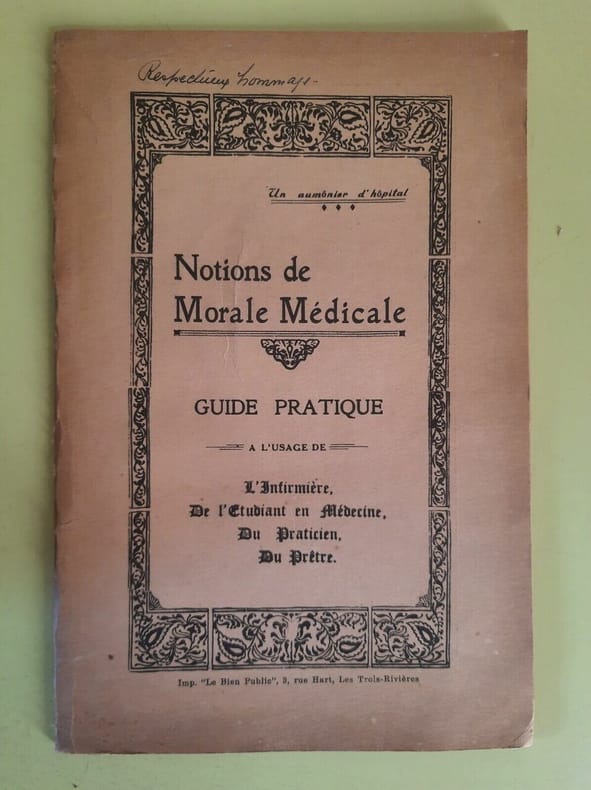 Respectueux hommage-
Un aumônier d'hôpital
Notions de
Morale Médicale
GUIDE PRATIQUE
A L'USAGE DE
L'Infirmière,
De l'Etudiant en Médecine,
Du Praticien,
Du Prêtre.
Imp. "Le Bien Public", 3, rue Hart, Les Trois-Rivières